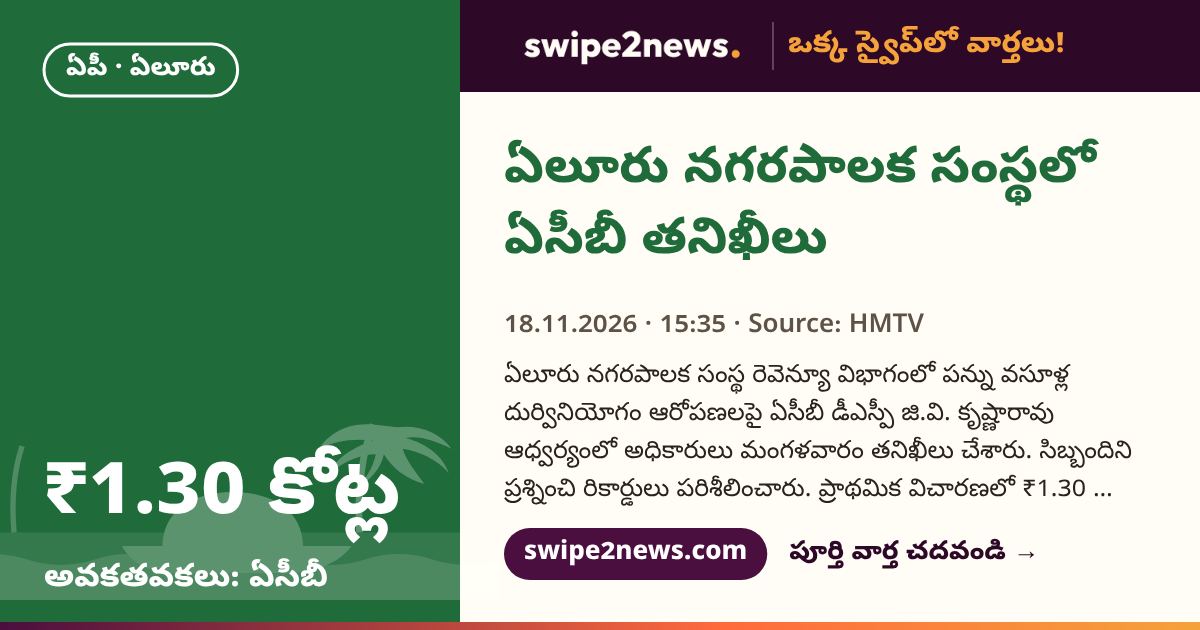 ఏపీ · ఏలూరు
₹1.30 కోట్ల
అవకతవకలు: ఏసీబీ
swipe2news. ఒక్క స్వైప్‌లో వార్తలు!
ఏలూరు నగరపాలక సంస్థలో
ఏసీబీ తనిఖీలు
18.11.2026 · 15:35 · Source: HMTV
ఏలూరు నగరపాలక సంస్థ రెవెన్యూ విభాగంలో పన్ను వసూళ్ల
దుర్వినియోగం ఆరోపణలపై ఏసీబీ డీఎస్పీ జి.వి. కృష్ణారావు
ఆధ్వర్యంలో అధికారులు మంగళవారం తనిఖీలు చేశారు. సిబ్బందిని
ప్రశ్నించి రికార్డులు పరిశీలించారు. ప్రాథమిక విచారణలో ₹1.30 ...
swipe2news.com పూర్తి వార్త చదవండి →